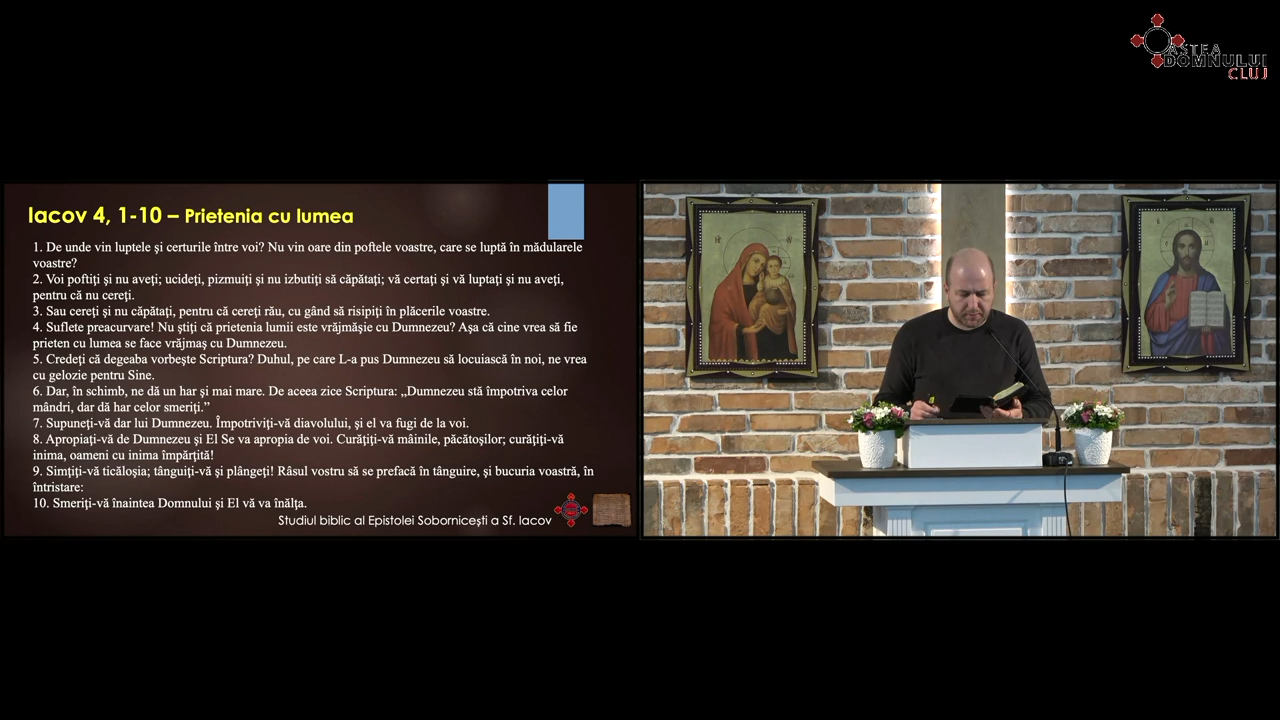 OASTEA
DOMNULUI
CLUJ
Iacov 4, 1-10 – Prietenia cu lumea
1. De unde vin luptele și certurile între voi? Nu vin oare din poftele voastre, care se luptă în mădularele
voastre?
2. Voi poftiți și nu aveți; ucideți, pizmuiți și nu izbutiți să căpătați; vă certați și vă luptați și nu aveți,
pentru că nu cereți.
3. Sau cereți și nu căpătați, pentru că cereți rău, cu gând să risipiți în plăcerile voastre.
4. Suflete preacurvare! Nu știți că prietenia lumii este vrăjmășie cu Dumnezeu? Așa că cine vrea să fie
prieten cu lumea se face vrăjmaș cu Dumnezeu.
5. Credeți că degeaba vorbește Scriptura? Duhul, pe care L-a pus Dumnezeu să locuiască în noi, ne vrea
cu gelozie pentru Sine.
6. Dar, în schimb, ne dă un har și mai mare. De aceea zice Scriptura: „Dumnezeu stă împotriva celor
mândri, dar dă har celor smeriți.”
7. Supuneți-vă dar lui Dumnezeu. Împotriviți-vă diavolului, și el va fugi de la voi.
8. Apropiați-vă de Dumnezeu și El Se va apropia de voi. Curățiți-vă mâinile, păcătoșilor; curățiți-vă
inima, oameni cu inima împărțită!
9. Simțiți-vă ticăloșia; tânguiți-vă și plângeți! Râsul vostru să se prefacă în tânguire, și bucuria voastră, în
întristare:
10. Smeriți-vă înaintea Domnului și El vă va înălța.
Studiul biblic al Epistolei Sobornicești a Sf. Iacov